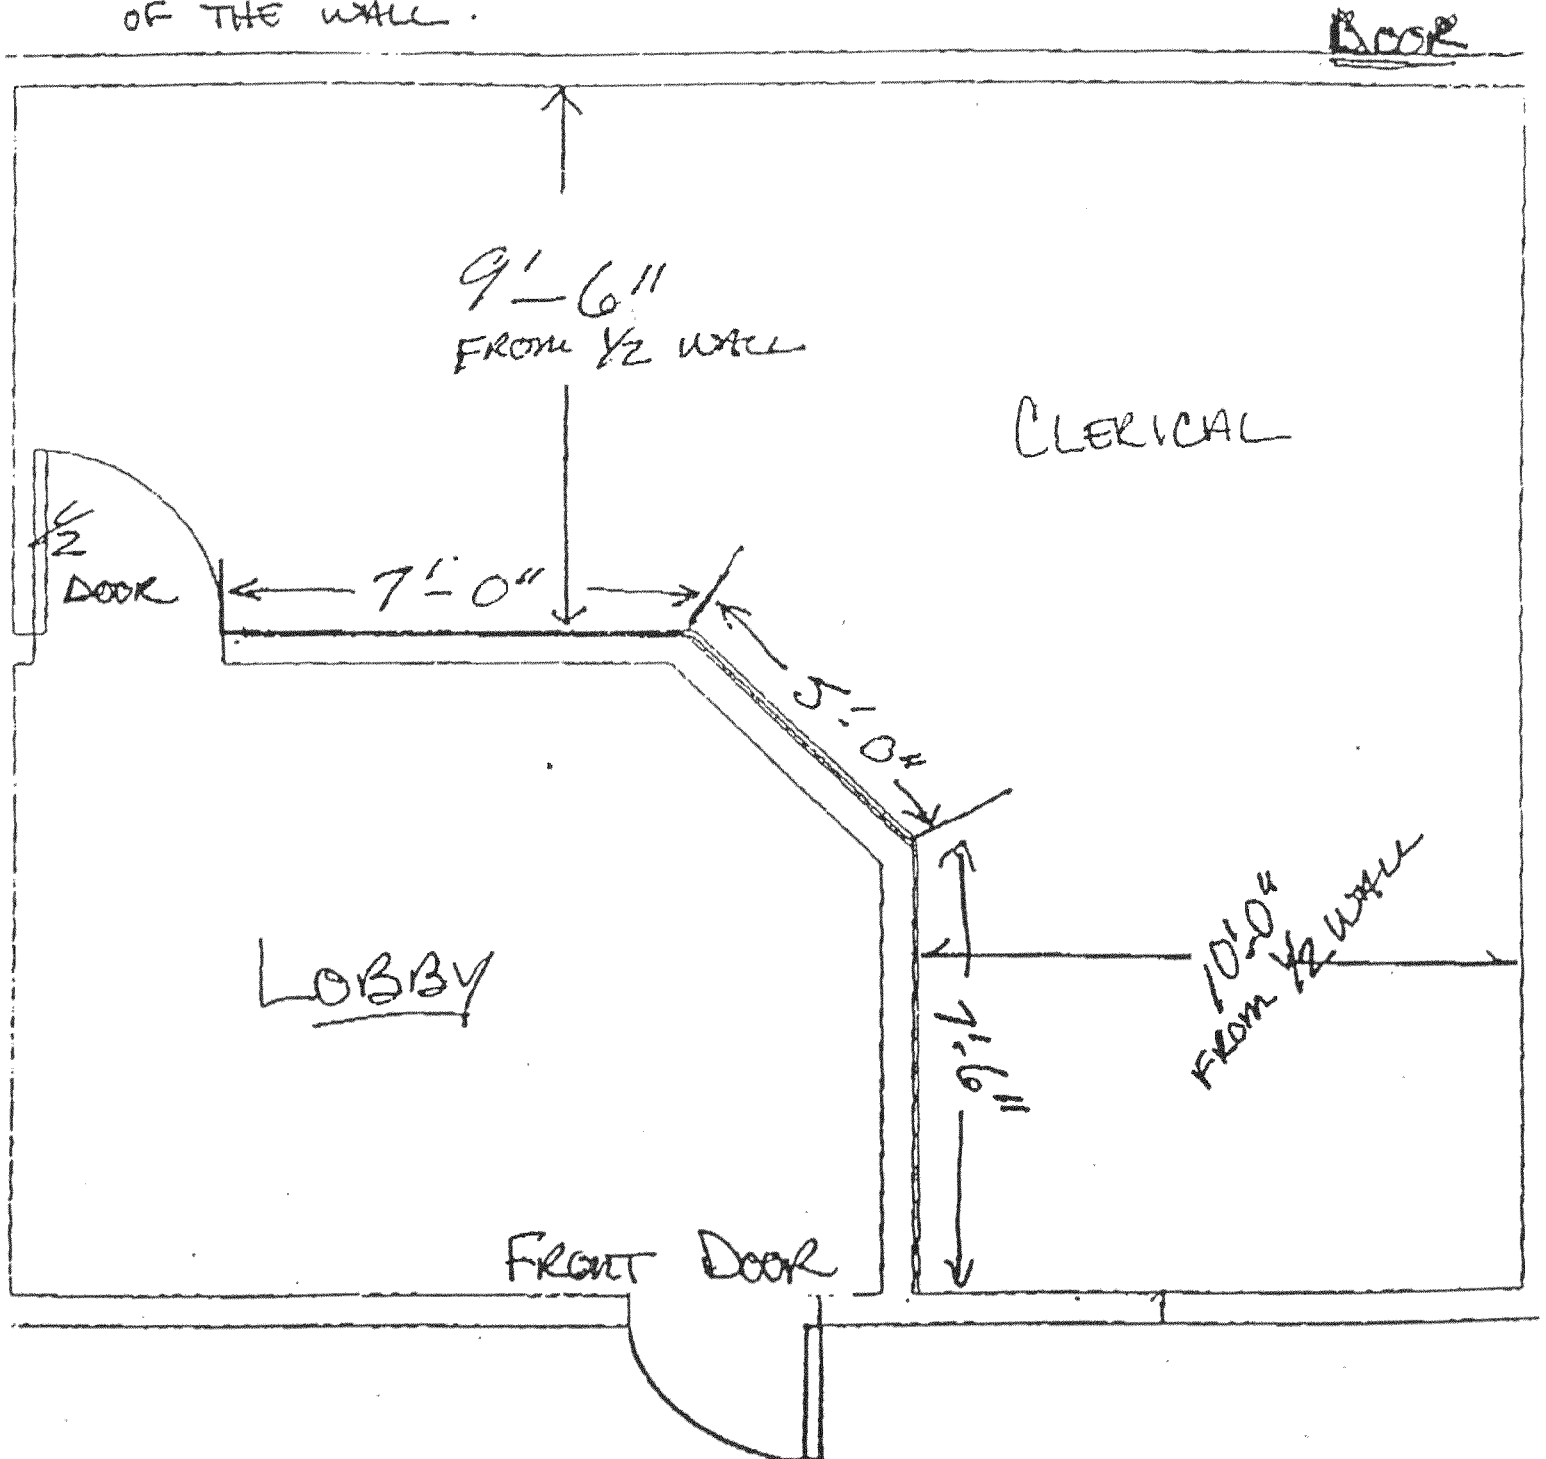 OF THE WALL.
DOOR
9'-6"
FROM 1/2 WALL
CLERICAL
1/2
DOOR
7'-0"
5'-0"
10'-0"
FROM 1/2 WALL
7'-6"
LOBBY
FRONT DOOR